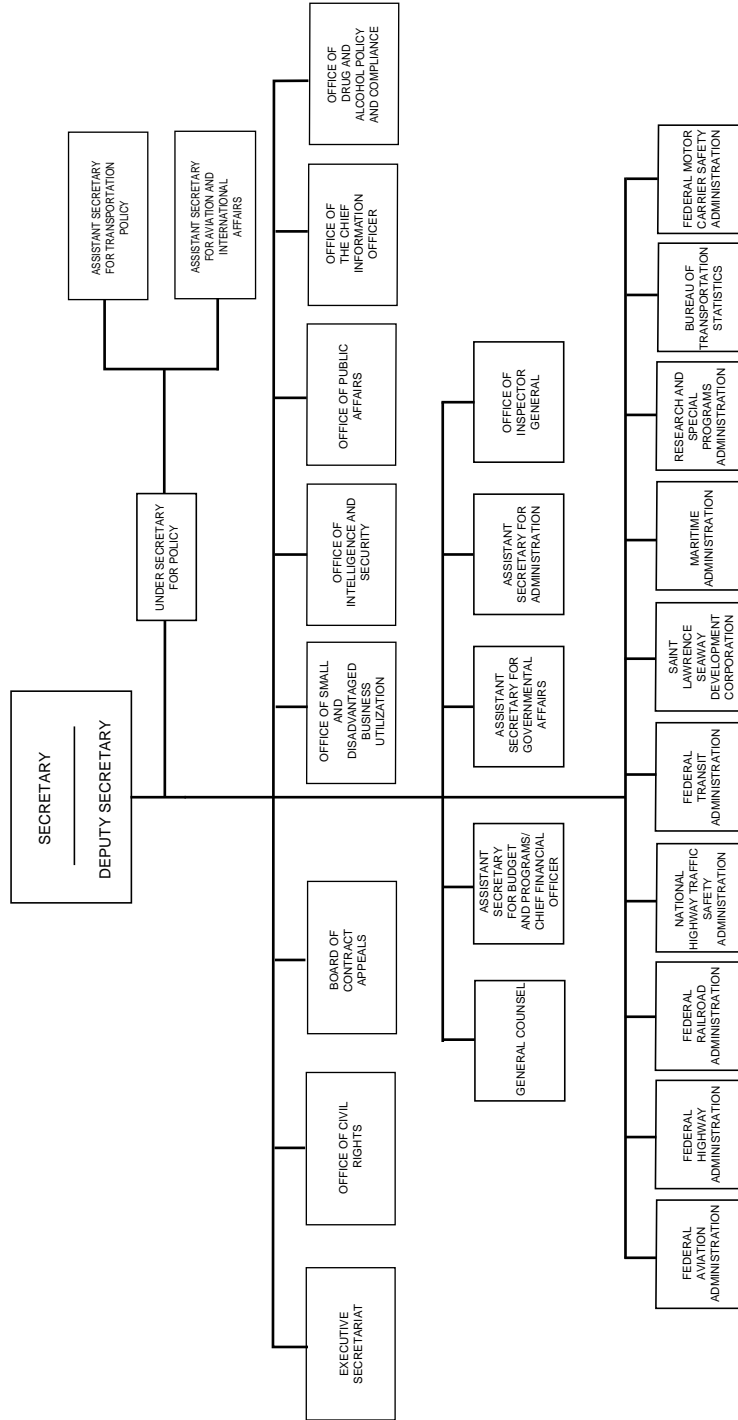 SECRETARY
DEPUTY SECRETARY
UNDER SECRETARY
FOR POLICY
ASSISTANT SECRETARY
FOR TRANSPORTATION
POLICY
ASSISTANT SECRETARY
FOR AVIATION AND
INTERNATIONAL
AFFAIRS
EXECUTIVE
SECRETARIAT
OFFICE OF CIVIL
RIGHTS
BOARD OF
CONTRACT
APPEALS
OFFICE OF SMALL
AND
DISADVANTAGED
BUSINESS
UTILIZATION
OFFICE OF
INTELLIGENCE AND
SECURITY
OFFICE OF PUBLIC
AFFAIRS
OFFICE OF
THE CHIEF
INFORMATION
OFFICER
OFFICE OF
DRUG AND
ALCOHOL POLICY
AND COMPLIANCE
GENERAL COUNSEL
ASSISTANT
SECRETARY
FOR BUDGET
AND PROGRAMS/
CHIEF FINANCIAL
OFFICER
ASSISTANT
SECRETARY FOR
GOVERNMENTAL
AFFAIRS
ASSISTANT
SECRETARY FOR
ADMINISTRATION
OFFICE OF
INSPECTOR
GENERAL
FEDERAL
AVIATION
ADMINISTRATION
FEDERAL
HIGHWAY
ADMINISTRATION
FEDERAL
RAILROAD
ADMINISTRATION
NATIONAL
HIGHWAY TRAFFIC
SAFETY
ADMINISTRATION
FEDERAL
TRANSIT
ADMINISTRATION
SAINT
LAWRENCE
SEAWAY
DEVELOPMENT
CORPORATION
MARITIME
ADMINISTRATION
RESEARCH AND
SPECIAL
PROGRAMS
ADMINISTRATION
BUREAU OF
TRANSPORTATION
STATISTICS
FEDERAL MOTOR
CARRIER SAFETY
ADMINISTRATION